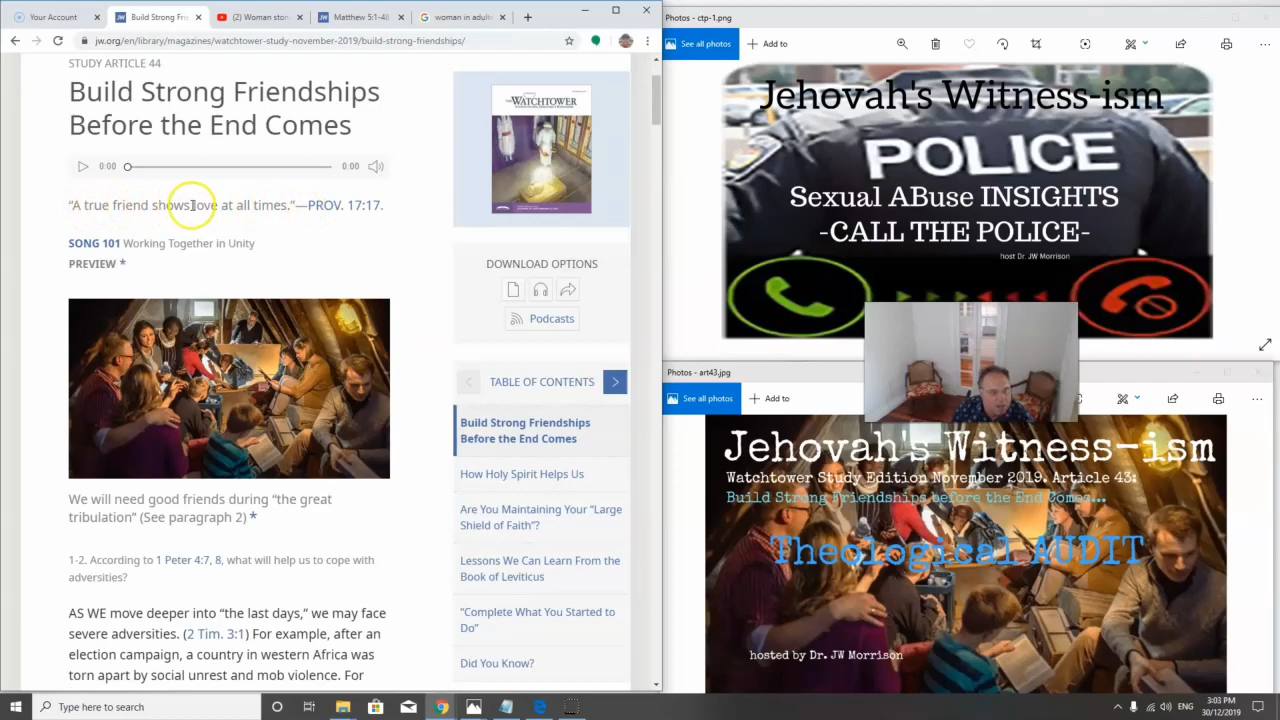 Your Account
Build Strong Frie
(2) Woman ston
Matthew 5:1-48
woman in adult
jw.org/en/library/magazines/watchtower-study-november-2019/build-strong-friendships/
STUDY ARTICLE 44
Build Strong Friendships
Before the End Comes
0:00
0:00
“A true friend shows love at all times.”—PROV. 17:17.
SONG 101 Working Together in Unity
PREVIEW *
We will need good friends during “the great
tribulation” (See paragraph 2) *
1-2. According to 1 Peter 4:7, 8, what will help us to cope with
adversities?
AS WE move deeper into “the last days,” we may face
severe adversities. (2 Tim. 3:1) For example, after an
election campaign, a country in western Africa was
torn apart by social unrest and mob violence. For
THE WATCHTOWER
DOWNLOAD OPTIONS
Podcasts
TABLE OF CONTENTS
Build Strong Friendships
Before the End Comes
How Holy Spirit Helps Us
Are You Maintaining Your “Large
Shield of Faith”?
Lessons We Can Learn From the
Book of Leviticus
"Complete What You Started to
Do”
Did You Know?
Photos - ctp-1.png
See all photos
Add to
Jehovah's Witness-ism
POLICE
Sexual ABuse INSIGHTS
-CALL THE POLICE-
host Dr. JW Morrison
Photos - art43.jpg
See all photos
Add to
Jehovah's Witness-ism
Watchtower Study Edition November 2019. Article 43:
Build Strong Friendships before the End Comes...
Theological AUDIT
hosted by Dr. JW Morrison
Type here to search
ENG
3:03 PM
30/12/2019